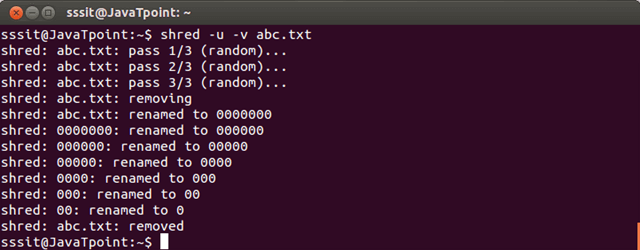 sssit@JavaTpoint: ~
sssit@JavaTpoint:~$ shred -u -v abc.txt
shred: abc.txt: pass 1/3 (random)...
shred: abc.txt: pass 2/3 (random)...
shred: abc.txt: pass 3/3 (random)...
shred: abc.txt: removing
shred: abc.txt: renamed to 0000000
shred: 0000000: renamed to 000000
shred: 000000: renamed to 00000
shred: 00000: renamed to 0000
shred: 0000: renamed to 000
shred: 000: renamed to 00
shred: 00: renamed to 0
shred: abc.txt: removed
sssit@JavaTpoint:~$